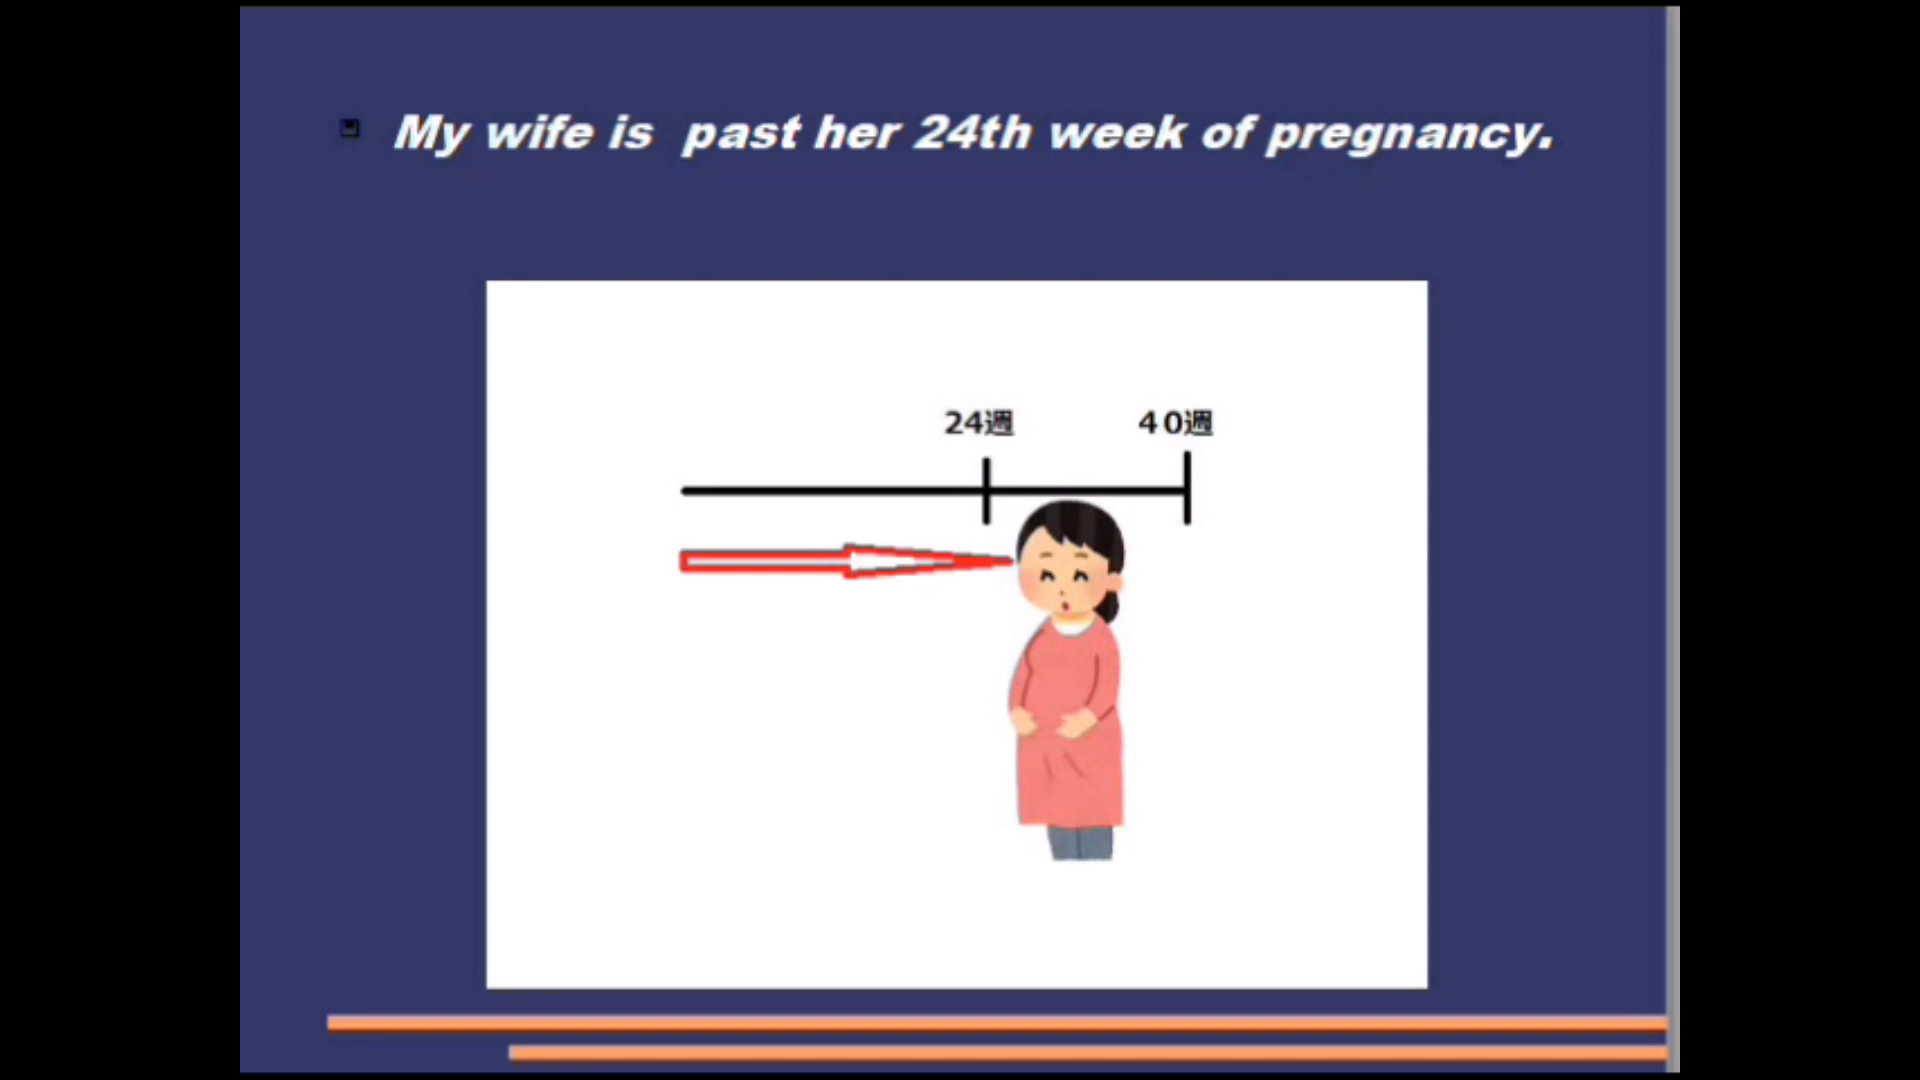 My wife is  past her 24th week of pregnancy.
24週 ４０週